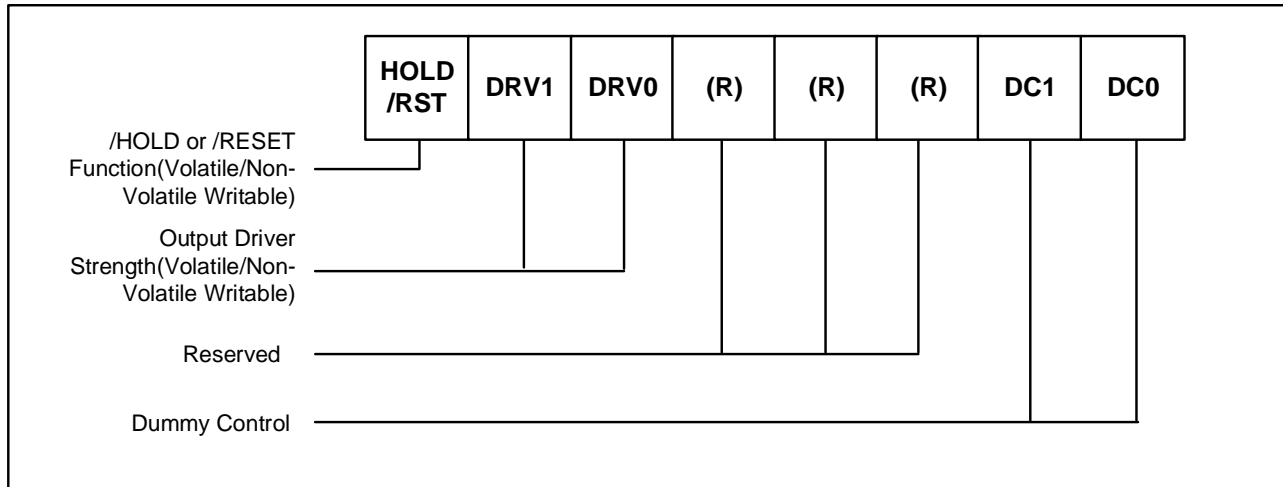 HOLD
/RST
DRV1
DRV0
(R)
(R)
(R)
DC1
DC0
/HOLD or /RESET
Function(Volatile/Non-
Volatile Writable)
Output Driver
Strength(Volatile/Non-
Volatile Writable)
Reserved
Dummy Control